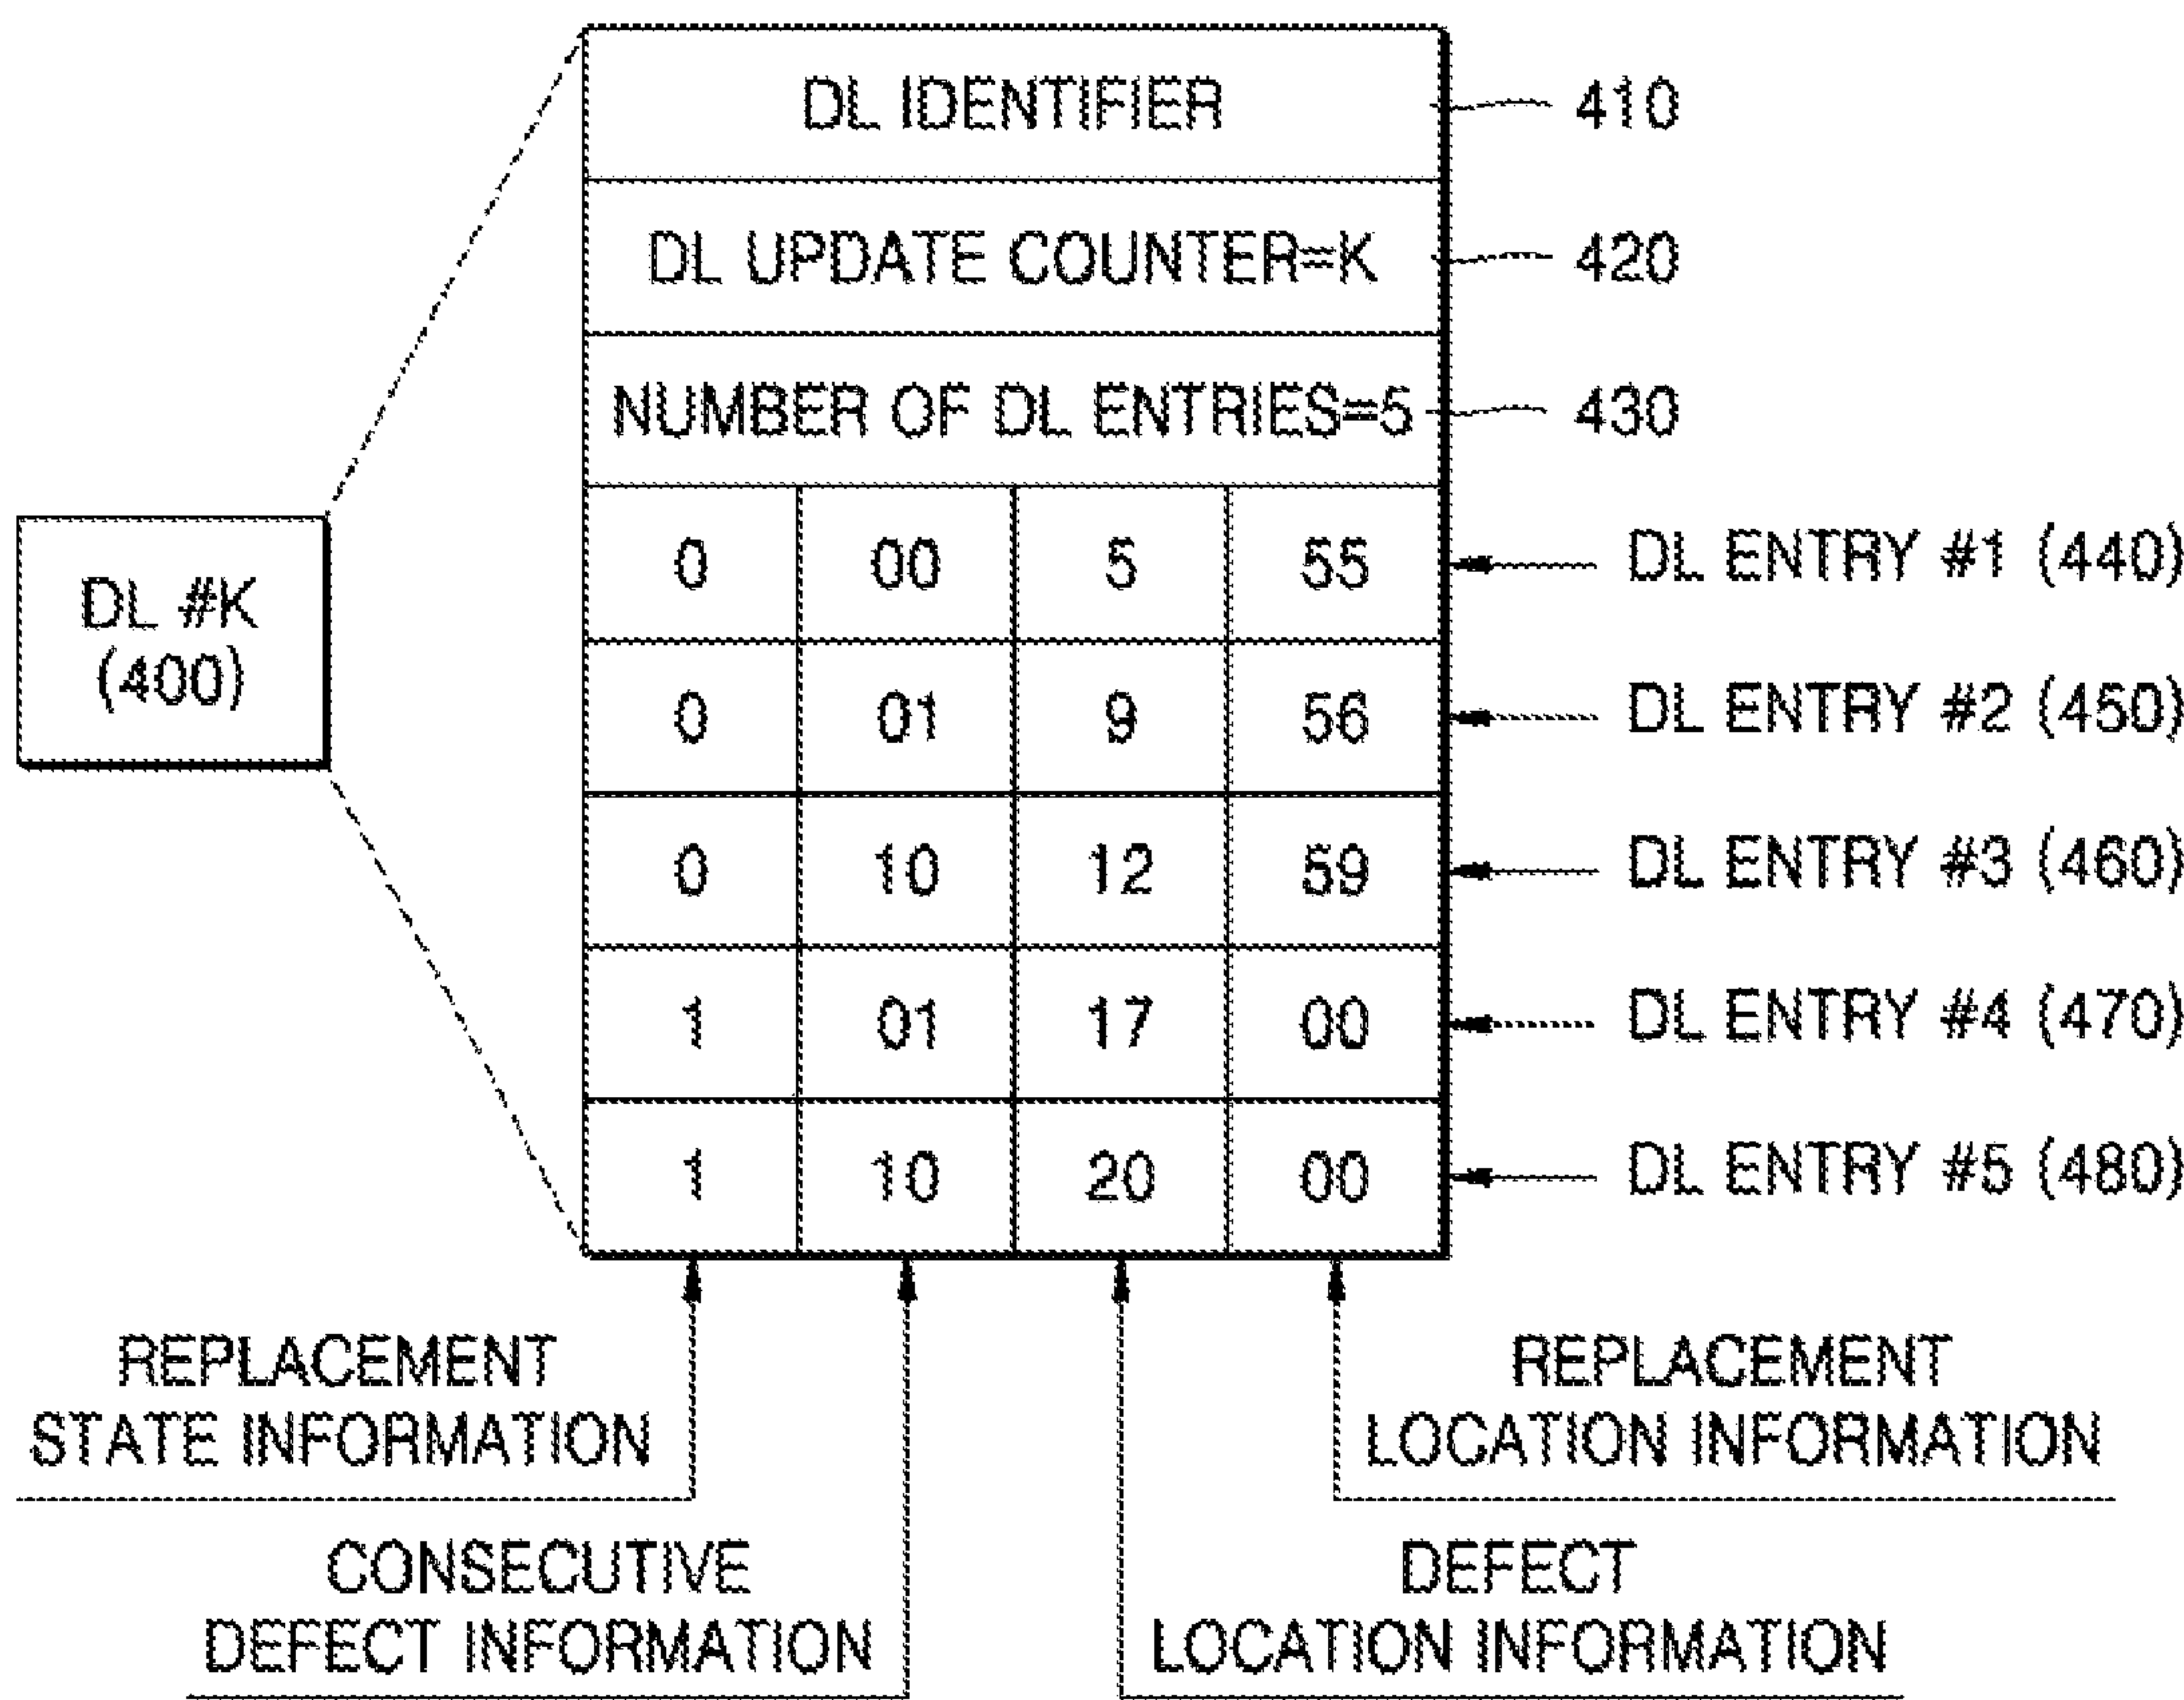 DL IDENTIFIER
410
DL UPDATE COUNTER=K
420
NUMBER OF DL ENTRIES=5
430
DL #K
(400)
0 00 5 55 DL ENTRY #1 (440)
0 01 9 56 DL ENTRY #2 (450)
0 10 12 59 DL ENTRY #3 (460)
1 01 17 00 DL ENTRY #4 (470)
1 10 20 00 DL ENTRY #5 (480)
REPLACEMENT
STATE INFORMATION
REPLACEMENT
LOCATION INFORMATION
CONSECUTIVE
DEFECT INFORMATION
DEFECT
LOCATION INFORMATION